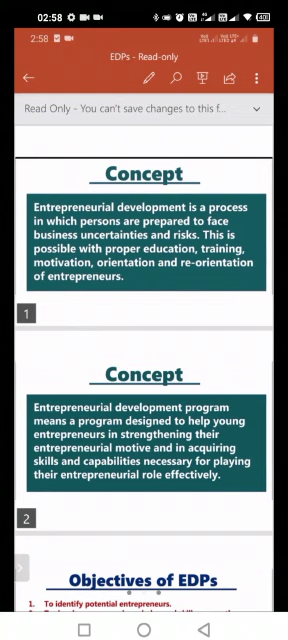 02:58
2:58
EDPs - Read-only
Read Only - You can't save changes to this f...
Concept
Entrepreneurial development is a process
in which persons are prepared to face
business uncertainties and risks. This is
possible with proper education, training,
motivation, orientation and re-orientation
of entrepreneurs.
1
Concept
Entrepreneurial development program
means a program designed to help young
entrepreneurs in strengthening their
entrepreneurial motive and in acquiring
skills and capabilities necessary for playing
their entrepreneurial role effectively.
2
Objectives of EDPs
1. To identify potential entrepreneurs.